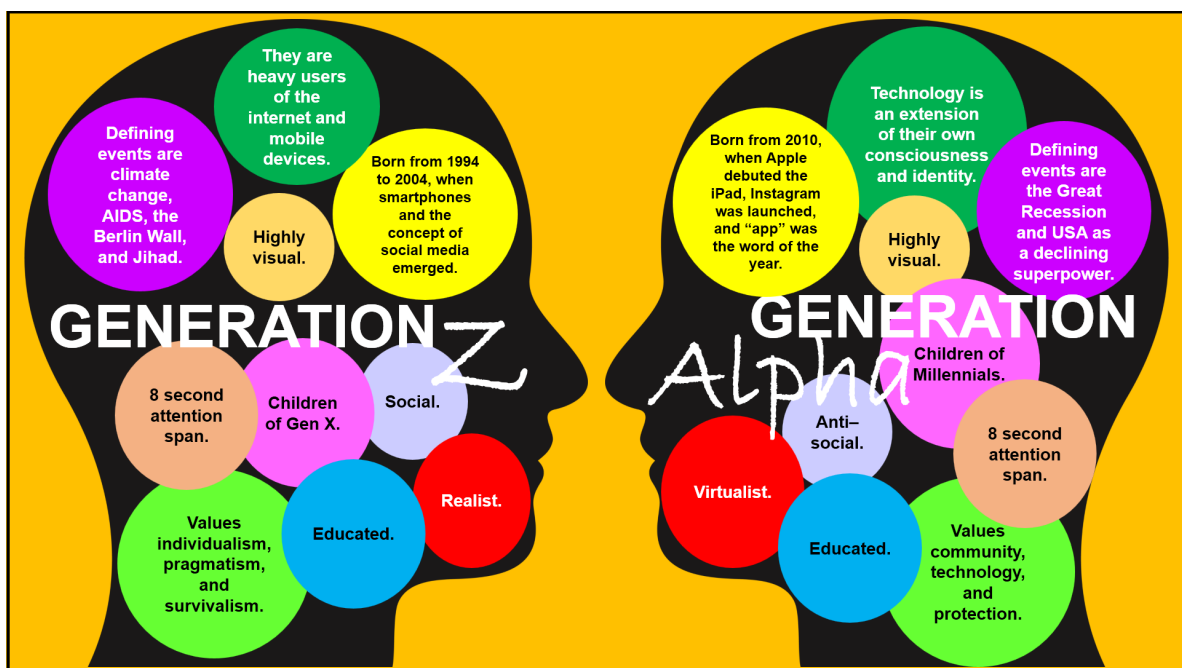 They are
heavy users
of the
internet and
mobile
devices.
Defining
events are
climate
change,
AIDS, the
Berlin Wall,
and Jihad.
Born from 1994
to 2004, when
smartphones
and the
concept of
social media
emerged.
Highly
visual.
GENERATION
Z
8 second
attention
span.
Children
of Gen X.
Social.
Realist.
Educated.
Values
individualism,
pragmatism,
and
survivalism.
Technology is
an extension
of their own
consciousness
and identity.
Born from 2010,
when Apple
debuted the
iPad, Instagram
was launched,
and “app” was
the word of the
year.
Defining
events are
the Great
Recession
and USA as
a declining
superpower.
Highly
visual.
GENERATION
Alpha
Children of
Millennials.
Anti–
social.
8 second
attention
span.
Virtualist.
Educated.
Values
community,
technology,
and
protection.